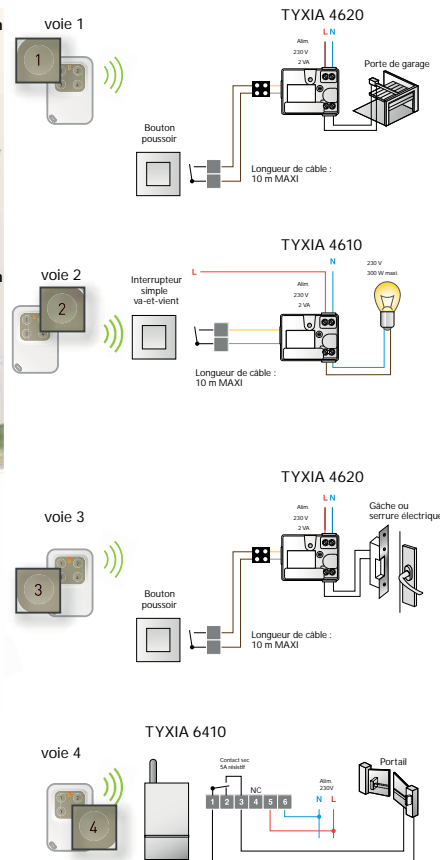 TYXIA 4620
voie 1
1
Alim.
230 V
2 VA
L N
Porte de garage
Bouton
poussoir
Longueur de câble :
10 m MAXI
TYXIA 4610
voie 2
2
Interrupteur
simple
va-et-vient
L
N
Alim.
230 V
2 VA
230 V
300 W maxi.
Longueur de câble :
10 m MAXI
TYXIA 4620
voie 3
3
Alim.
230 V
2 VA
L N
Gâche ou
serrure électrique
Bouton
poussoir
Longueur de câble :
10 m MAXI
TYXIA 6410
voie 4
4
Contact sec
5A résistif
NC
1 2 3 4 5 6
Alim.
230V
N L
Portail